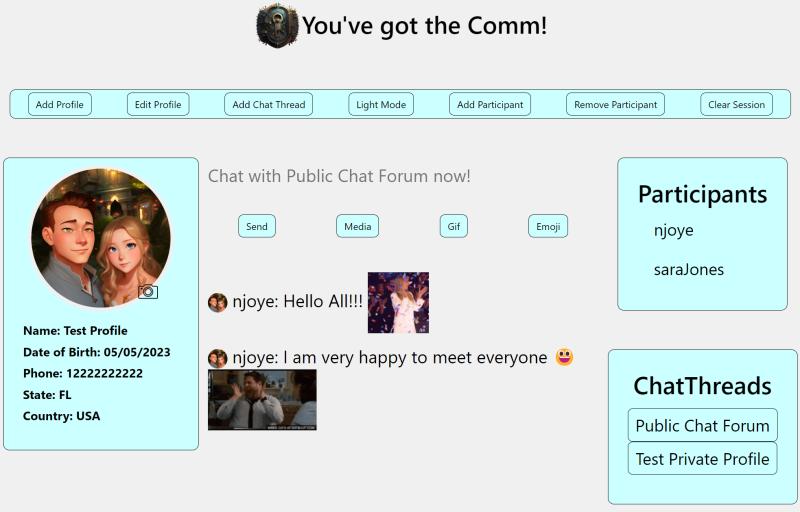 You've got the Comm!
Add Profile Edit Profile Add Chat Thread Light Mode Add Participant Remove Participant Clear Session
Chat with Public Chat Forum now!
Send Media Gif Emoji
Name: Test Profile
Date of Birth: 05/05/2023
Phone: 12222222222
State: FL
Country: USA
njoye: Hello All!!!
njoye: I am very happy to meet everyone 😃
Participants
njoye
saraJones
ChatThreads
Public Chat Forum
Test Private Profile